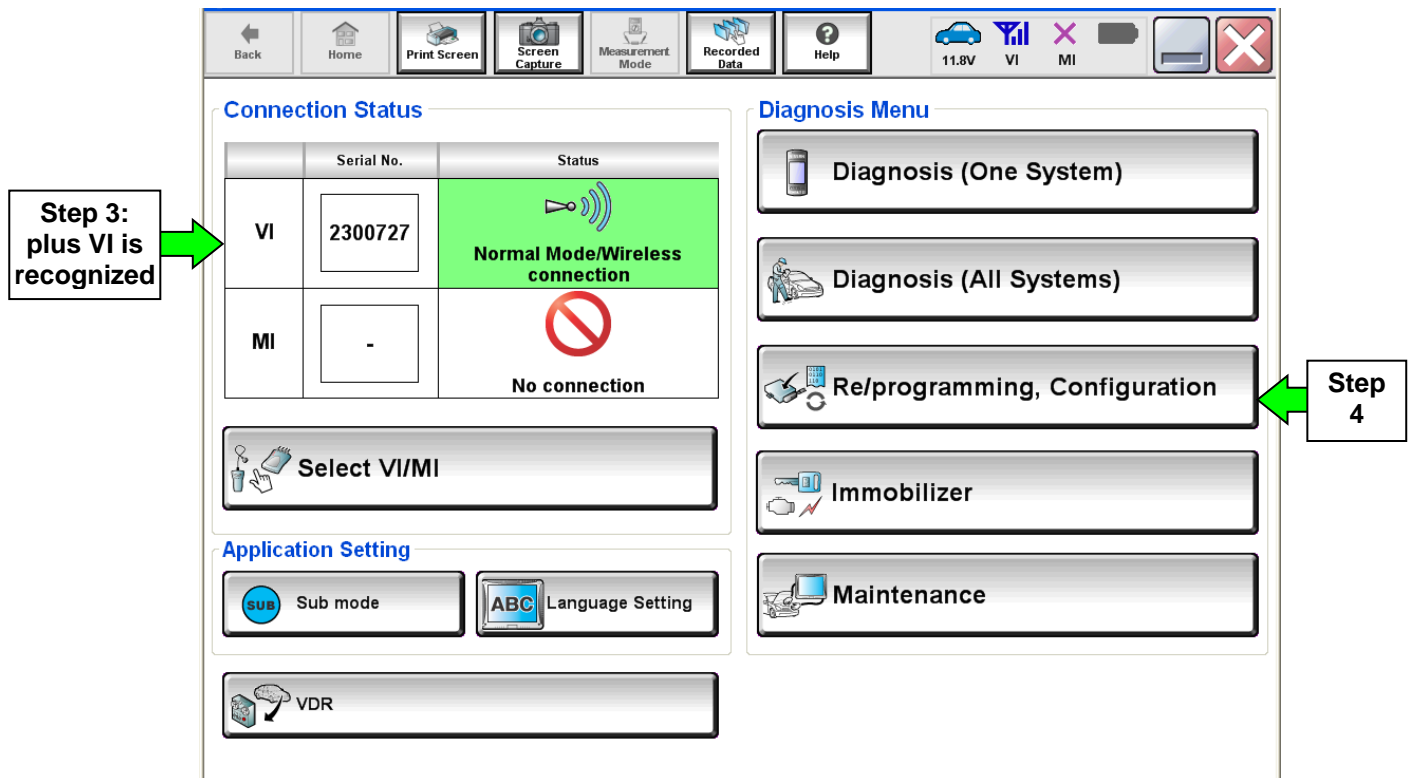 Back
Home
Print Screen
Screen
Capture
Measurement
Mode
Recorded
Data
?
Help
11.8V
VI
MI
Connection Status
Serial No.
Status
VI
2300727
Normal Mode/Wireless
connection
MI
-
No connection
Select VI/MI
Application Setting
SUB
Sub mode
ABC
Language Setting
VDR
Diagnosis Menu
Diagnosis (One System)
Diagnosis (All Systems)
Re/programming, Configuration
Immobilizer
Maintenance
Step 3:
plus VI is
recognized
Step
4